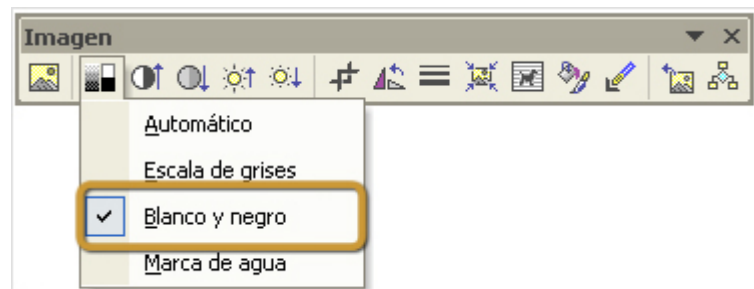 Imagen
Automático
Escala de grises
Blanco y negro
Marca de agua